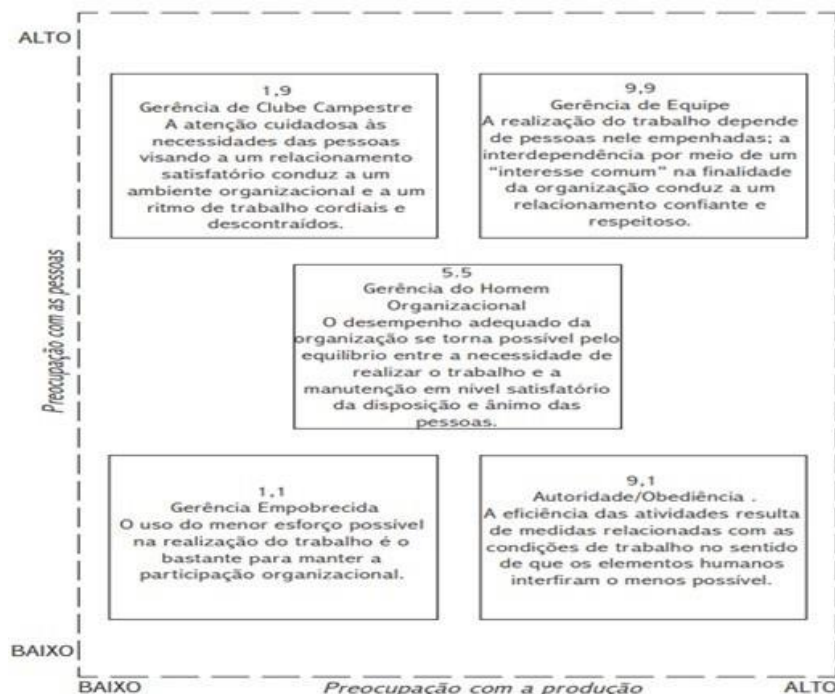 ALTO
1,9
Gerência de Clube Campestre
A atenção cuidadosa às
necessidades das pessoas
visando a um relacionamento
satisfatório conduz a um
ambiente organizacional e a um
ritmo de trabalho cordiais e
descontraídos.
9,9
Gerência de Equipe
A realização do trabalho depende
de pessoas nele empenhadas; a
interdependência por meio de um
“interesse comum” na finalidade
da organização conduz a um
relacionamento confiante e
respeitoso.
Preocupação com as pessoas
5.5
Gerência do Homem
Organizacional
O desempenho adequado da
organização se torna possível pelo
equilíbrio entre a necessidade de
realizar o trabalho e a
manutenção em nível satisfatório
da disposição e ânimo das
pessoas.
1,1
Gerência Empobrecida
O uso do menor esforço possível
na realização do trabalho é o
bastante para manter a
participação organizacional.
9,1
Autoridade/Obediência .
A eficiência das atividades resulta
de medidas relacionadas com as
condições de trabalho no sentido
de que os elementos humanos
interfiram o menos possível.
BAIXO
BAIXO
Preocupação com a produção
ALTO